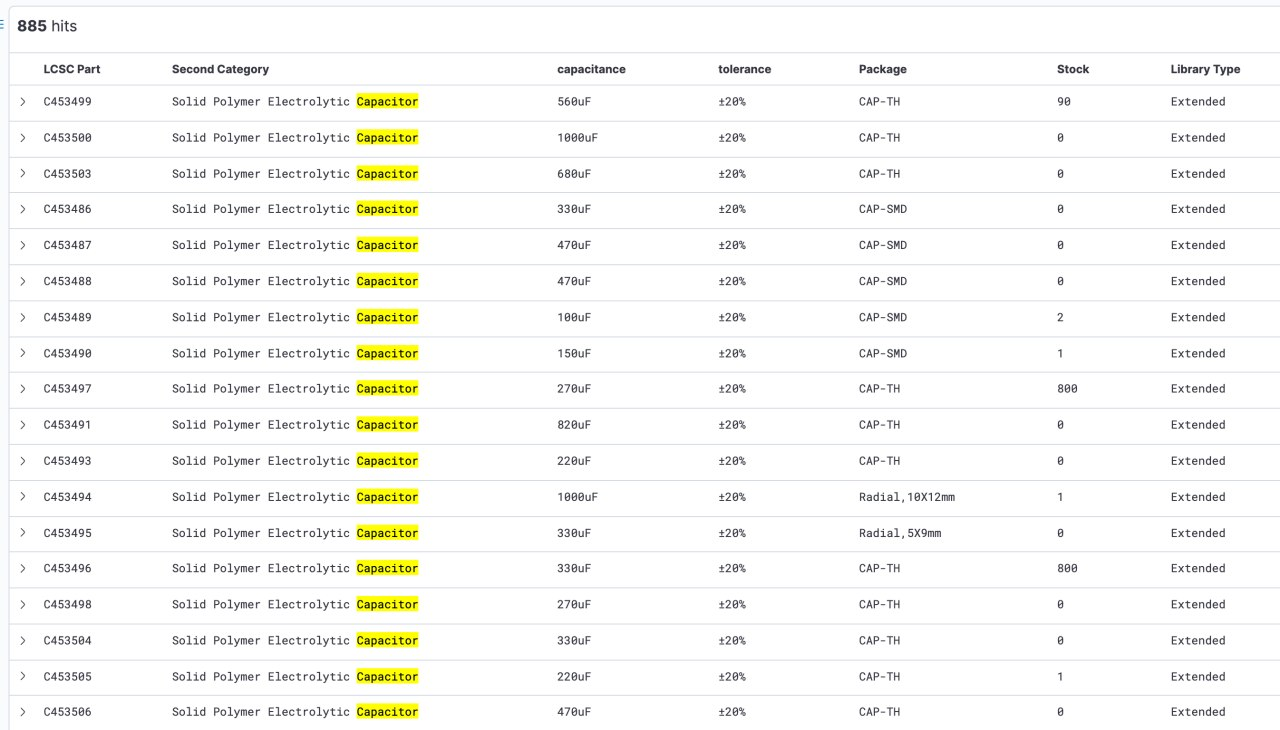 885 hits
LCSC Part Second Category capacitance tolerance Package Stock Library Type
C453499 Solid Polymer Electrolytic Capacitor 560uF ±20% CAP-TH 90 Extended
C453500 Solid Polymer Electrolytic Capacitor 1000uF ±20% CAP-TH 0 Extended
C453503 Solid Polymer Electrolytic Capacitor 680uF ±20% CAP-TH 0 Extended
C453486 Solid Polymer Electrolytic Capacitor 330uF ±20% CAP-SMD 0 Extended
C453487 Solid Polymer Electrolytic Capacitor 470uF ±20% CAP-SMD 0 Extended
C453488 Solid Polymer Electrolytic Capacitor 470uF ±20% CAP-SMD 0 Extended
C453489 Solid Polymer Electrolytic Capacitor 100uF ±20% CAP-SMD 2 Extended
C453490 Solid Polymer Electrolytic Capacitor 150uF ±20% CAP-SMD 1 Extended
C453497 Solid Polymer Electrolytic Capacitor 270uF ±20% CAP-TH 800 Extended
C453491 Solid Polymer Electrolytic Capacitor 820uF ±20% CAP-TH 0 Extended
C453493 Solid Polymer Electrolytic Capacitor 220uF ±20% CAP-TH 0 Extended
C453494 Solid Polymer Electrolytic Capacitor 1000uF ±20% Radial,10X12mm 1 Extended
C453495 Solid Polymer Electrolytic Capacitor 330uF ±20% Radial,5X9mm 0 Extended
C453496 Solid Polymer Electrolytic Capacitor 330uF ±20% CAP-TH 800 Extended
C453498 Solid Polymer Electrolytic Capacitor 270uF ±20% CAP-TH 0 Extended
C453504 Solid Polymer Electrolytic Capacitor 330uF ±20% CAP-TH 0 Extended
C453505 Solid Polymer Electrolytic Capacitor 220uF ±20% CAP-TH 1 Extended
C453506 Solid Polymer Electrolytic Capacitor 470uF ±20% CAP-TH 0 Extended